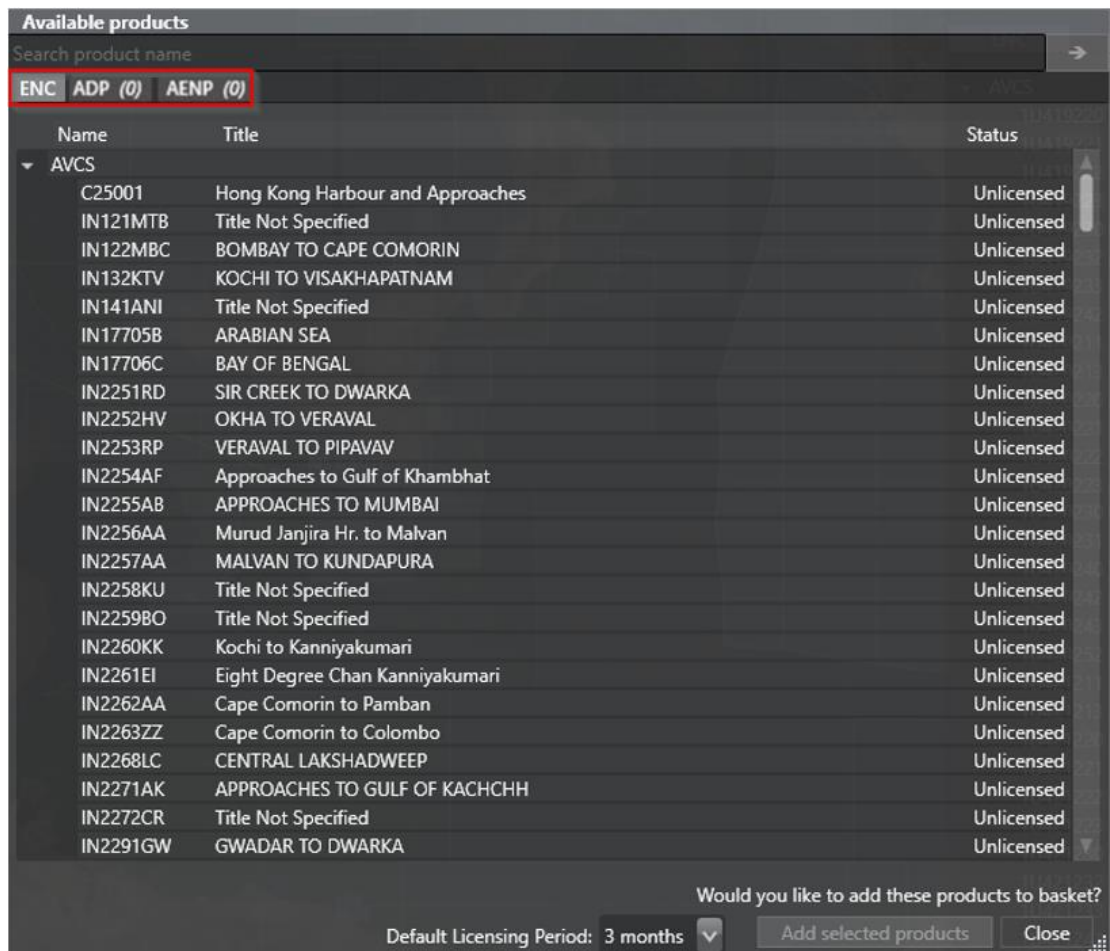 Available products
Search product name
ENC ADP (0) AENP (0)
Name Title Status
AVCS
C25001 Hong Kong Harbour and Approaches Unlicensed
IN121MTB Title Not Specified Unlicensed
IN122MBC BOMBAY TO CAPE COMORIN Unlicensed
IN132KTV KOCHI TO VISAKHAPATNAM Unlicensed
IN141ANI Title Not Specified Unlicensed
IN17705B ARABIAN SEA Unlicensed
IN17706C BAY OF BENGAL Unlicensed
IN2251RD SIR CREEK TO DWARKA Unlicensed
IN2252HV OKHA TO VERAVAL Unlicensed
IN2253RP VERAVAL TO PIPAVAV Unlicensed
IN2254AF Approaches to Gulf of Khambhat Unlicensed
IN2255AB APPROACHES TO MUMBAI Unlicensed
IN2256AA Murud Janjira Hr. to Malvan Unlicensed
IN2257AA MALVAN TO KUNDAPURA Unlicensed
IN2258KU Title Not Specified Unlicensed
IN2259BO Title Not Specified Unlicensed
IN2260KK Kochi to Kanniyakumari Unlicensed
IN2261EI Eight Degree Chan Kanniyakumari Unlicensed
IN2262AA Cape Comorin to Pamban Unlicensed
IN2263ZZ Cape Comorin to Colombo Unlicensed
IN2268LC CENTRAL LAKSHADWEEP Unlicensed
IN2271AK APPROACHES TO GULF OF KACHCHH Unlicensed
IN2272CR Title Not Specified Unlicensed
IN2291GW GWADAR TO DWARKA Unlicensed
Would you like to add these products to basket?
Default Licensing Period: 3 months Add selected products Close